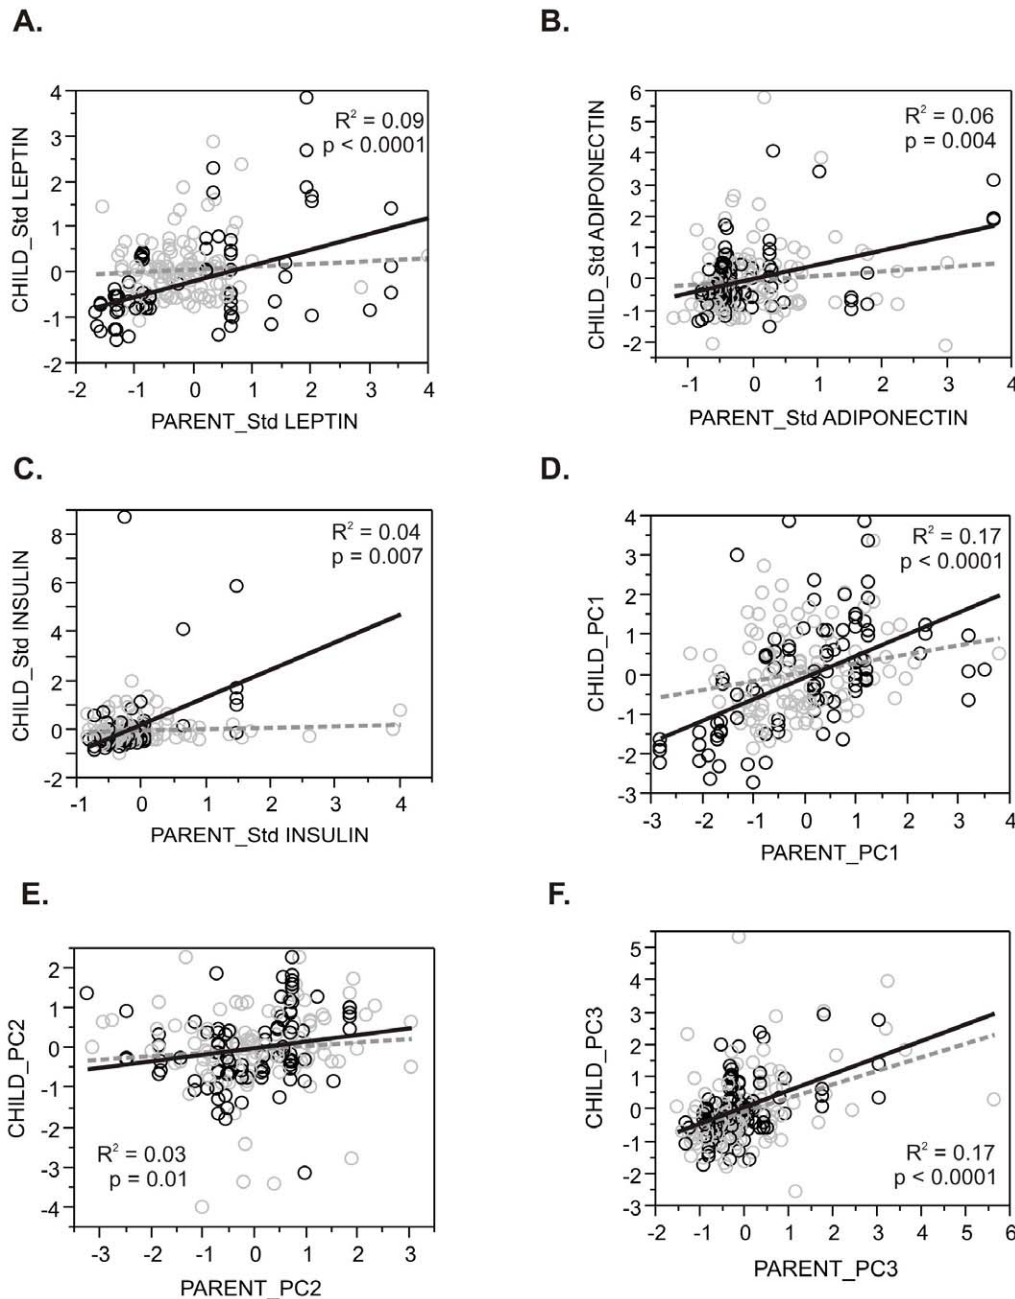 A.
CHILD_Std LEPTIN
4
3
2
1
0
-1
-2
R² = 0.09
p < 0.0001
-2 -1 0 1 2 3 4
PARENT_Std LEPTIN
B.
CHILD_Std ADIPONECTIN
6
5
4
3
2
1
0
-1
-2
R² = 0.06
p = 0.004
-1 0 1 2 3 4
PARENT_Std ADIPONECTIN
C.
CHILD_Std INSULIN
8
6
4
2
0
-2
R² = 0.04
p = 0.007
-1 0 1 2 3 4
PARENT_Std INSULIN
D.
CHILD_PC1
4
3
2
1
0
-1
-2
-3
R² = 0.17
p < 0.0001
-3 -2 -1 0 1 2 3 4
PARENT_PC1
E.
CHILD_PC2
2
1
0
-1
-2
-3
-4
R² = 0.03
p = 0.01
-3 -2 -1 0 1 2 3
PARENT_PC2
F.
CHILD_PC3
5
4
3
2
1
0
-1
-2
-3
R² = 0.17
p < 0.0001
-2 -1 0 1 2 3 4 5 6
PARENT_PC3